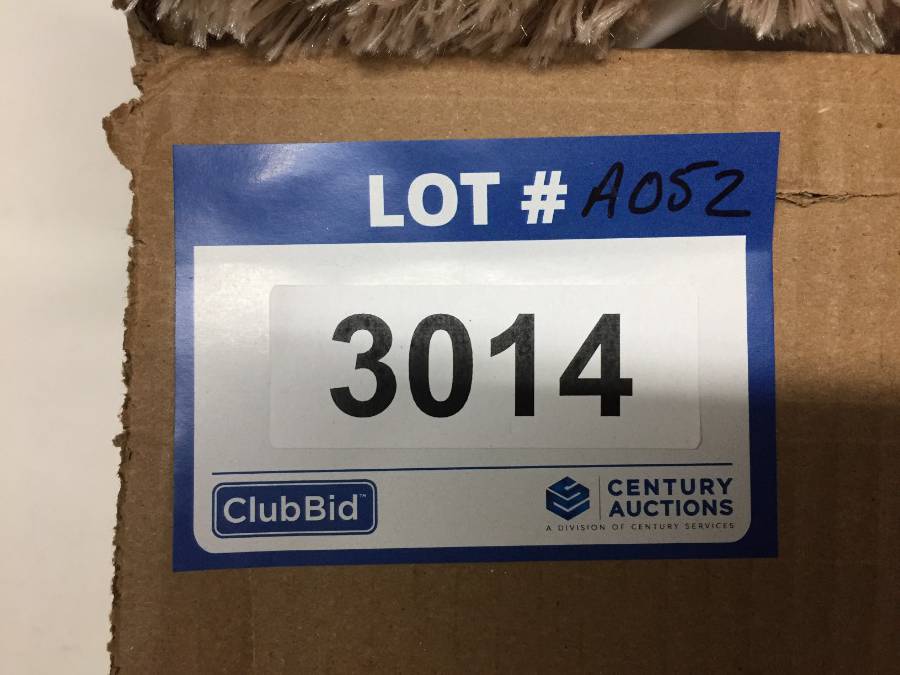 LOT # A052
3014
ClubBid™
CENTURY
AUCTIONS
A DIVISION OF CENTURY SERVICES